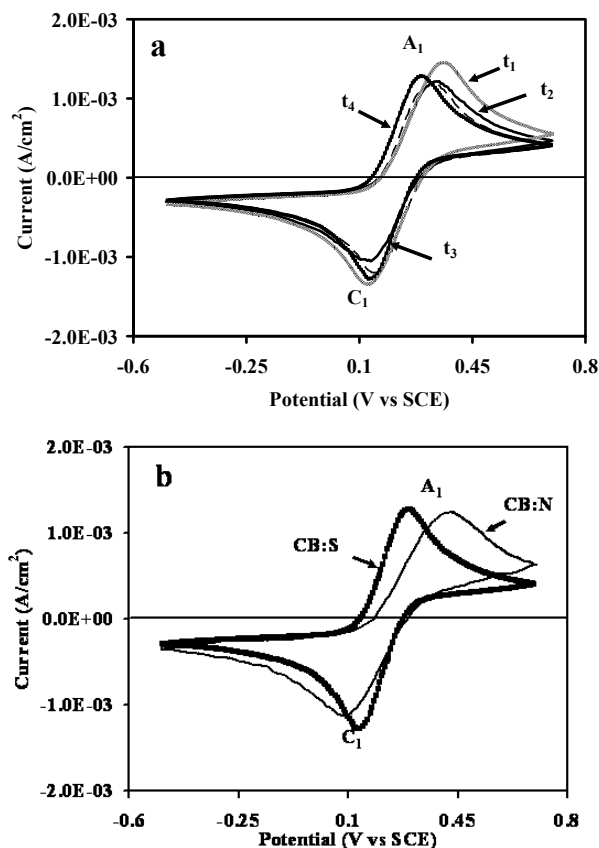 2.0E-03
a
A1
t1
t2
t4
1.0E-03
0.0E+00
Current (A/cm²)
-1.0E-03
t3
C1
-2.0E-03
-0.6
-0.25
0.1
0.45
0.8
Potential (V vs SCE)
2.0E-03
b
A1
CB:N
CB:S
1.0E-03
0.0E+00
Current (A/cm²)
-1.0E-03
C1
-2.0E-03
-0.6
-0.25
0.1
0.45
0.8
Potential (V vs SCE)